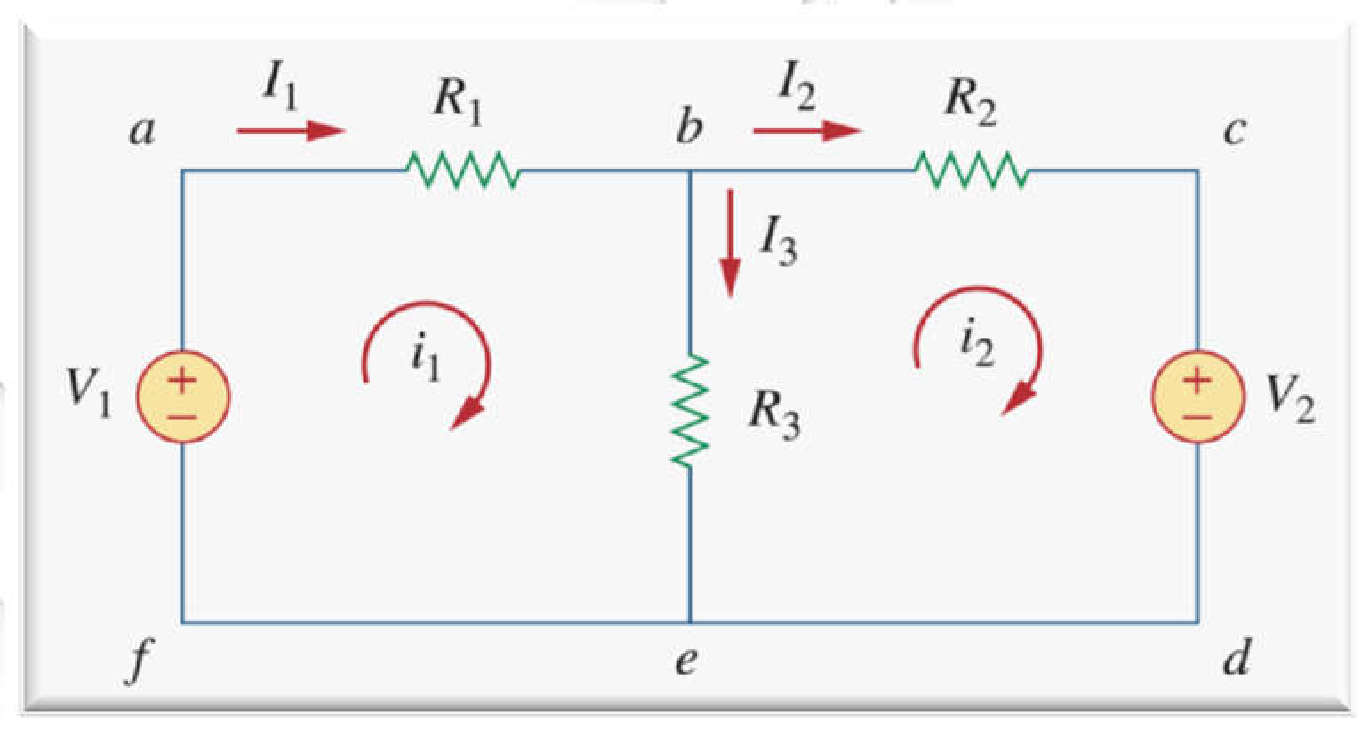 I₁ R₁ I₂ R₂
a b c
I₃
i₁ i₂
V₁ + − R₃ + − V₂
f e d